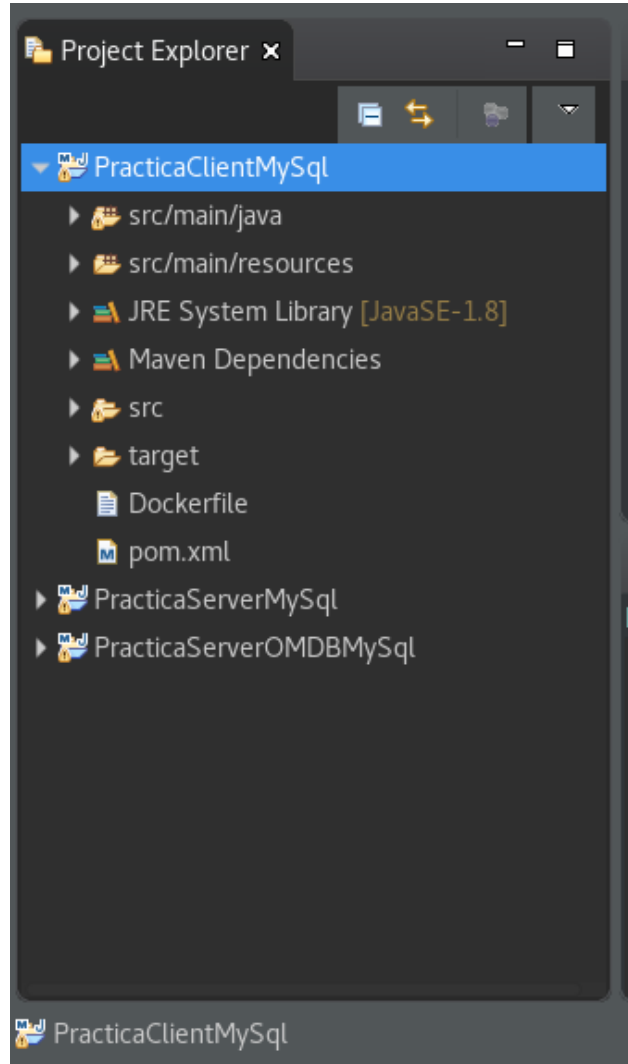 Project Explorer
PracticaClientMySql
src/main/java
src/main/resources
JRE System Library [JavaSE-1.8]
Maven Dependencies
src
target
Dockerfile
pom.xml
PracticaServerMySql
PracticaServerOMDBMySql
PracticaClientMySql